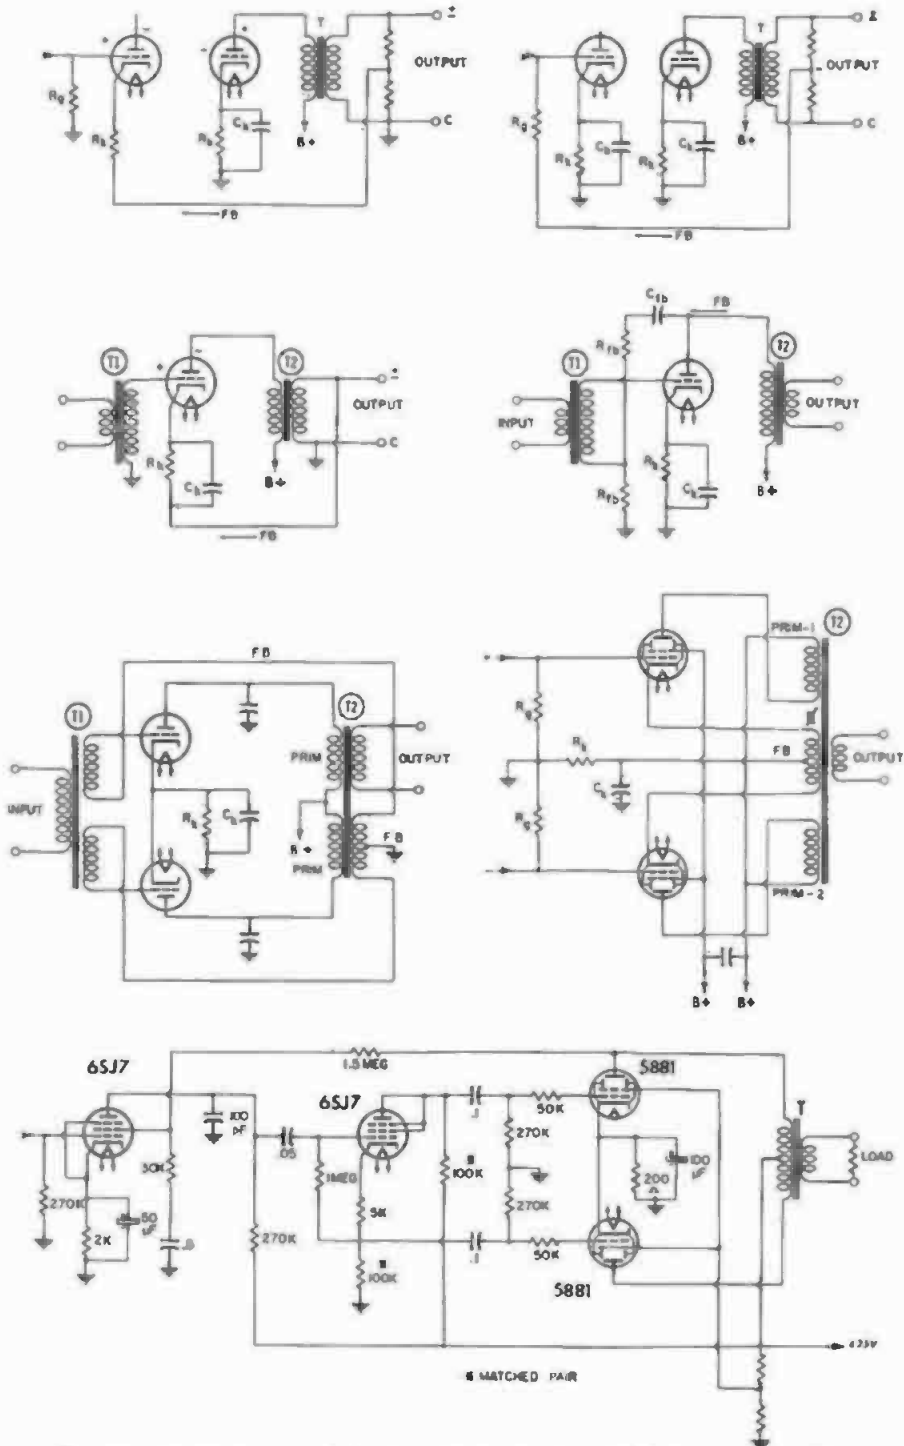 T
±
OUTPUT
C
Rg
Rk
Rk
Ck
B+
FB
T
±
OUTPUT
C
Rg
Rk
Ck
Rk
Ck
B+
FB
T1
T2
±
OUTPUT
C
Rk
Ck
B+
FB
Cfb
FB
Rfb
T1
T2
INPUT
OUTPUT
Rfb
Rk
Ck
B+
FB
T1
T2
INPUT
PRIM
OUTPUT
Rk
Ck
B+
FB
PRIM
PRIM-1
T2
Rg
Rk
FB
OUTPUT
Ck
Rg
PRIM-2
B+
B+
6SJ7
1.5 MEG
5881
6SJ7
100
pF
.05
.1
50K
T
LOAD
270K
2K
50
µF
270K
1 MEG
5K
100K
100K
270K
270K
200
100
µF
.1
50K
5881
MATCHED PAIR